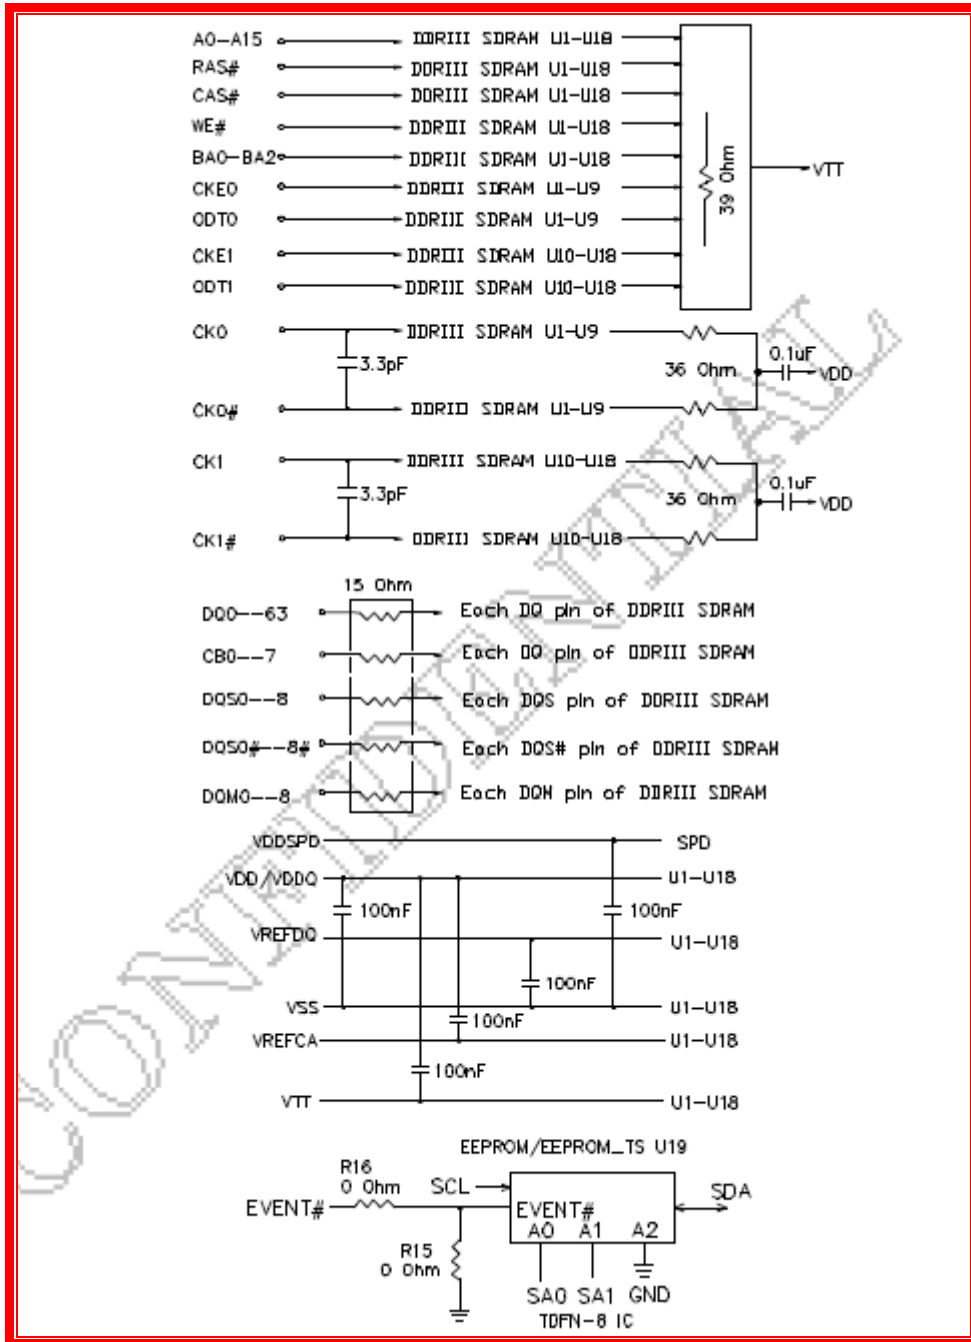 A0-A15 DDRIII SDRAM U1-U18
RAS# DDRIII SDRAM U1-U18
CAS# DDRIII SDRAM U1-U18
WE# DDRIII SDRAM U1-U18
BA0-BA2 DDRIII SDRAM U1-U18
CKE0 DDRIII SDRAM U1-U9
ODT0 DDRIII SDRAM U1-U9
CKE1 DDRIII SDRAM U10-U18
ODT1 DDRIII SDRAM U10-U18
39 Ohm
VTT
CK0 DDRIII SDRAM U1-U9
3.3pF
36 Ohm
0.1uF
VDD
CK0# DDRIII SDRAM U1-U9
CK1 DDRIII SDRAM U10-U18
3.3pF
36 Ohm
0.1uF
VDD
CK1# DDRIII SDRAM U10-U18
15 Ohm
DQ0--63 Each DQ pin of DDRIII SDRAM
CB0--7 Each DQ pin of DDRIII SDRAM
DQS0--8 Each DQS pin of DDRIII SDRAM
DQS0#--8# Each DQS# pin of DDRIII SDRAM
DQM0--8 Each DQM pin of DDRIII SDRAM
VDDSPD SPD
VDD/VDDQ U1-U18
100nF 100nF
VREFDQ U1-U18
100nF
VSS U1-U18
100nF
VREFCA U1-U18
100nF
VTT U1-U18
EEPROM/EEPROM_TS U19
R16
0 Ohm
SCL
SDA
EVENT# EVENT#
A0 A1 A2
R15
0 Ohm
SA0 SA1 GND
TDFN-8 IC
CONFIDENTIAL